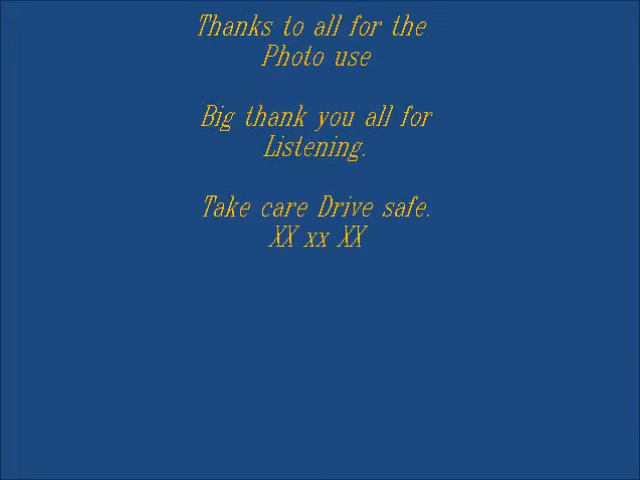 Thanks to all for the
Photo use
Big thank you all for
Listening.
Take care Drive safe.
XX xx XX